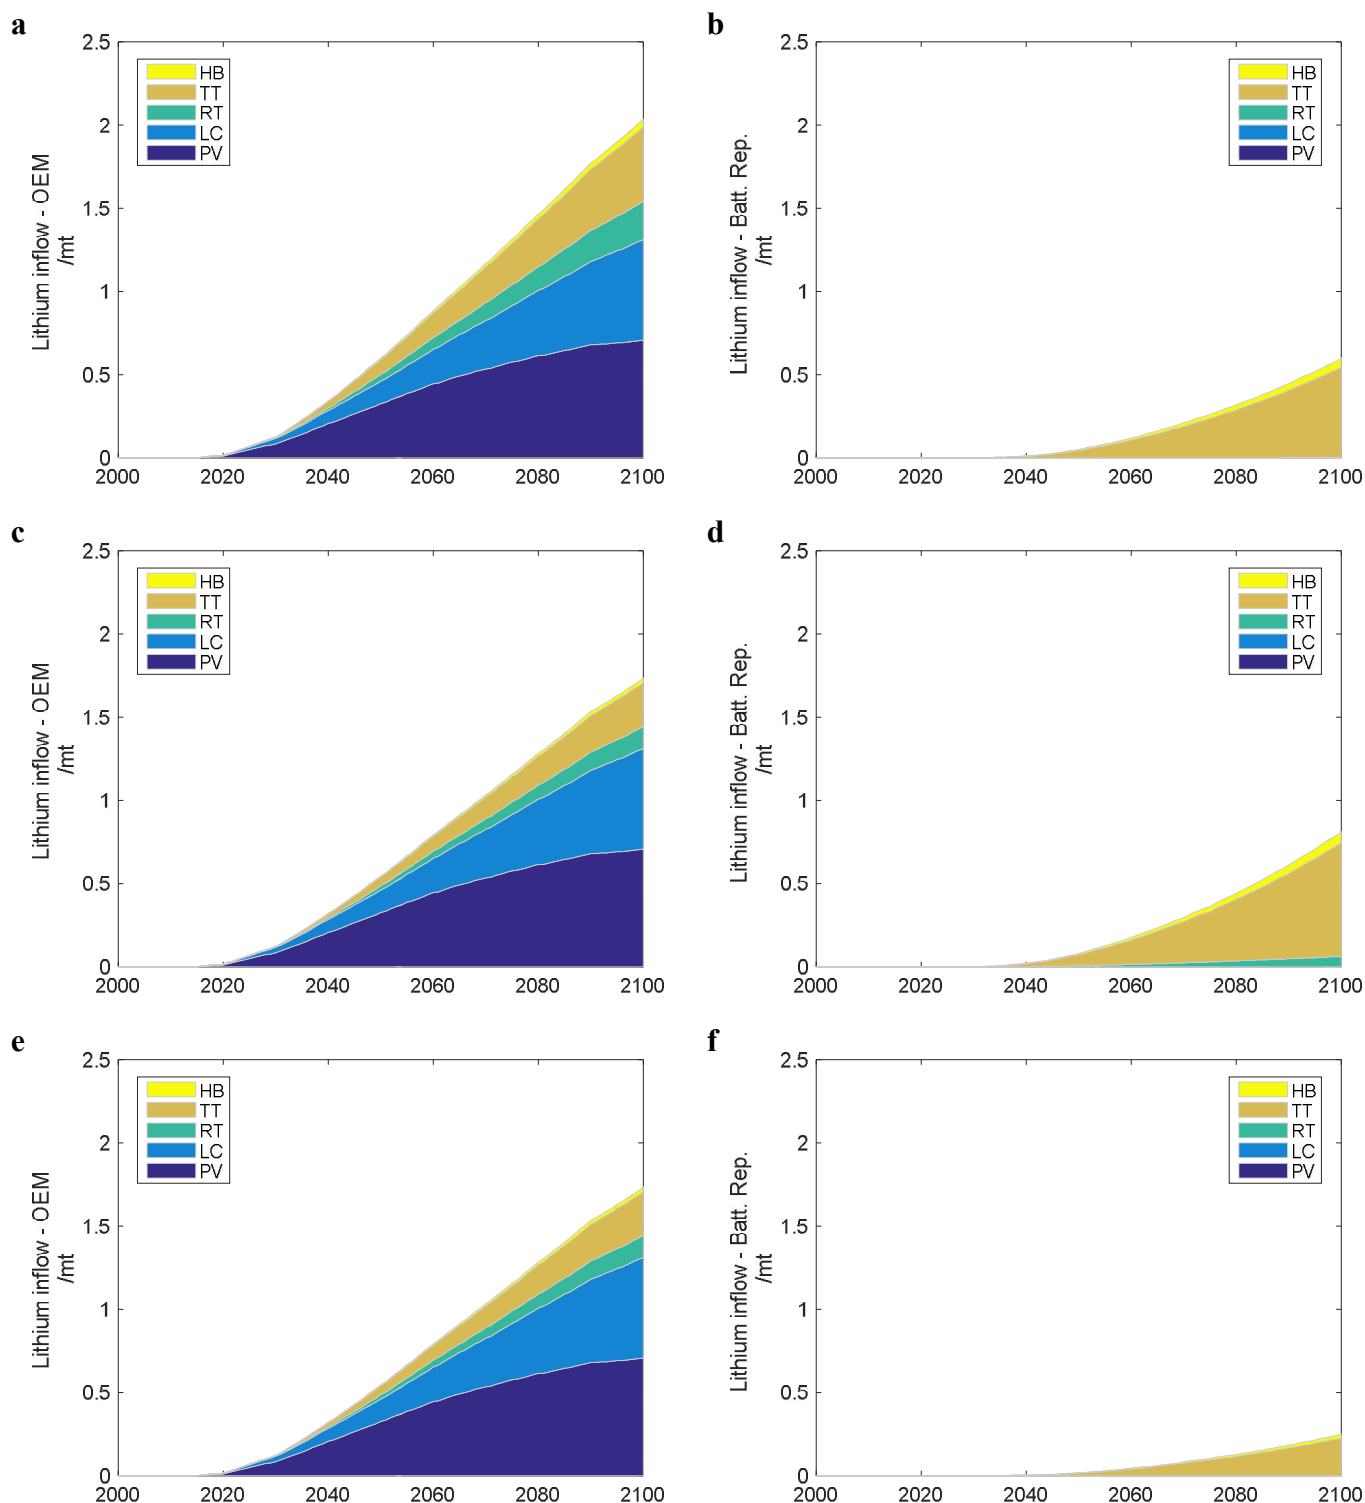 a
Lithium inflow - OEM
/mt
2.5
2
1.5
1
0.5
0
HB
TT
RT
LC
PV
2000 2020 2040 2060 2080 2100
b
Lithium inflow - Batt. Rep.
/mt
2.5
2
1.5
1
0.5
0
HB
TT
RT
LC
PV
2000 2020 2040 2060 2080 2100
c
Lithium inflow - OEM
/mt
2.5
2
1.5
1
0.5
0
HB
TT
RT
LC
PV
2000 2020 2040 2060 2080 2100
d
Lithium inflow - Batt. Rep.
/mt
2.5
2
1.5
1
0.5
0
HB
TT
RT
LC
PV
2000 2020 2040 2060 2080 2100
e
Lithium inflow - OEM
/mt
2.5
2
1.5
1
0.5
0
HB
TT
RT
LC
PV
2000 2020 2040 2060 2080 2100
f
Lithium inflow - Batt. Rep.
/mt
2.5
2
1.5
1
0.5
0
HB
TT
RT
LC
PV
2000 2020 2040 2060 2080 2100